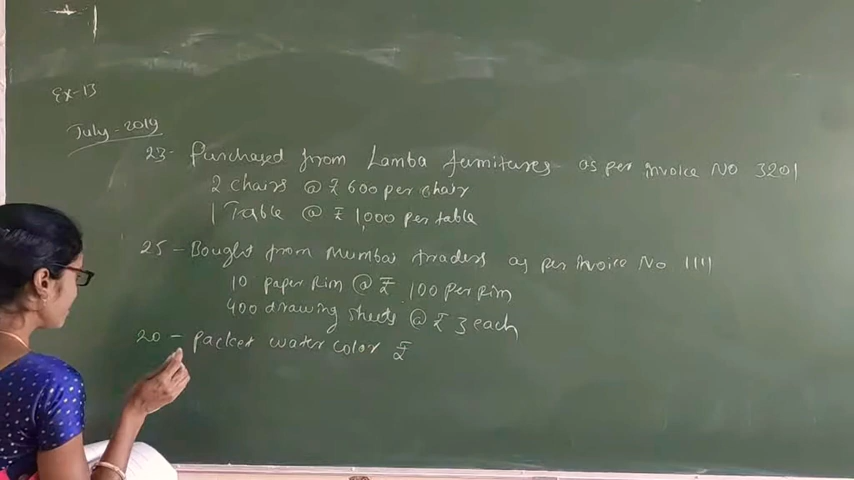 Ex-13
July-2019
23- Purchased from Lamba furnitures as per invoice No 3201
2 chairs @ ₹600 per chair
1 Table @ ₹ 1,000 per table
25 - Bought from Mumbai traders as per invoice No. 1111
10 paper Rim @ ₹ 100 per Rim
400 drawing sheets @ ₹ 3 each
20 - packet water color ₹